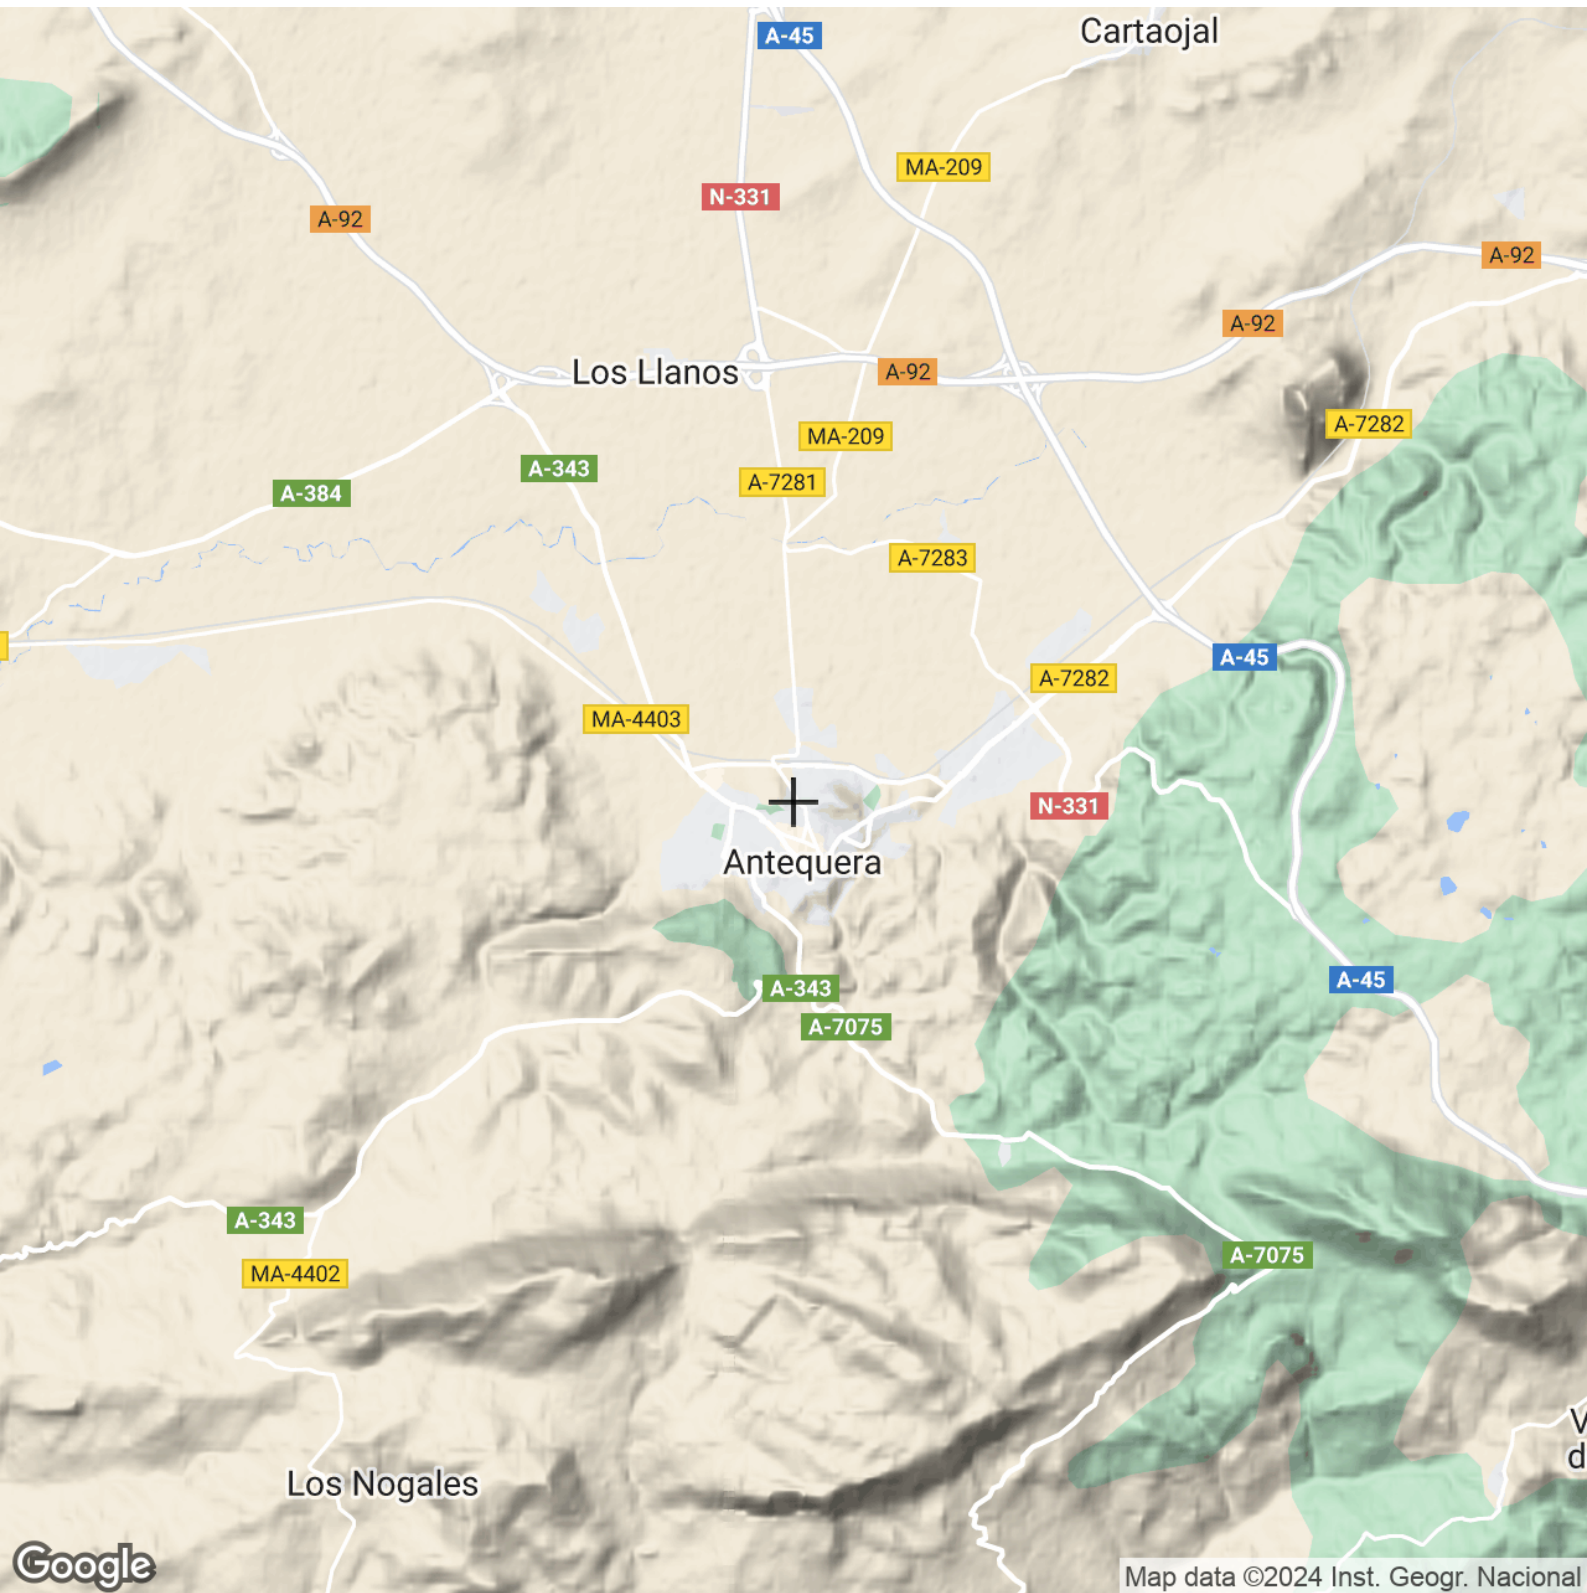 Cartaojal
A-45
MA-209
N-331
A-92
A-92
A-92
Los Llanos
A-92
A-7282
MA-209
A-343
A-7281
A-384
A-7283
A-45
A-7282
MA-4403
N-331
Antequera
A-45
A-343
A-7075
A-343
A-7075
MA-4402
V
d
Los Nogales
Google
Map data ©2024 Inst. Geogr. Nacional